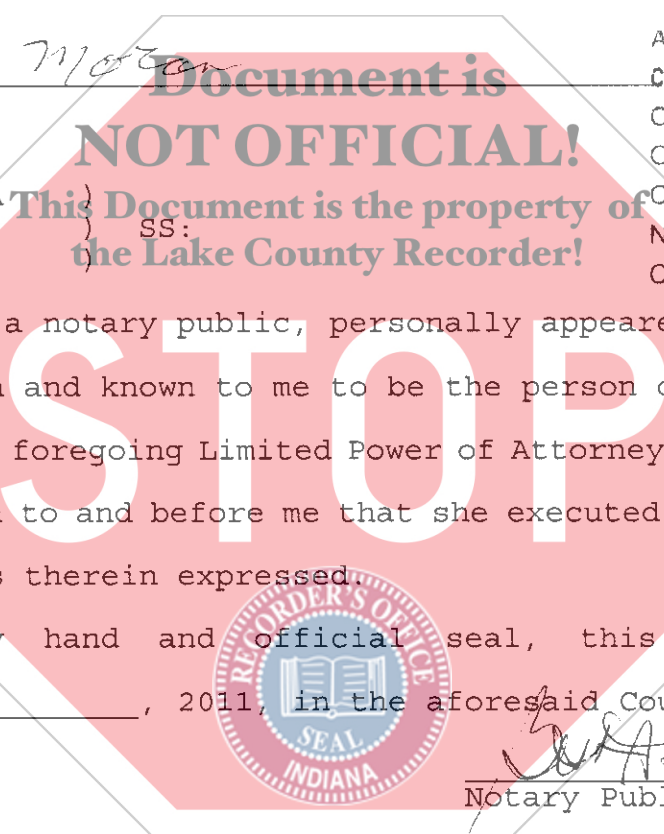 Moran
Document is
NOT OFFICIAL!
This Document is the property of
) SS:
the Lake County Recorder!
a notary public, personally appeare
and known to me to be the person
foregoing Limited Power of Attorney
to and before me that she executed
therein expressed.
hand and official seal, this
, 2011, in the aforesaid Cou
Notary Publ
STOP
RECORDER'S OFFICE
SEAL
INDIANA